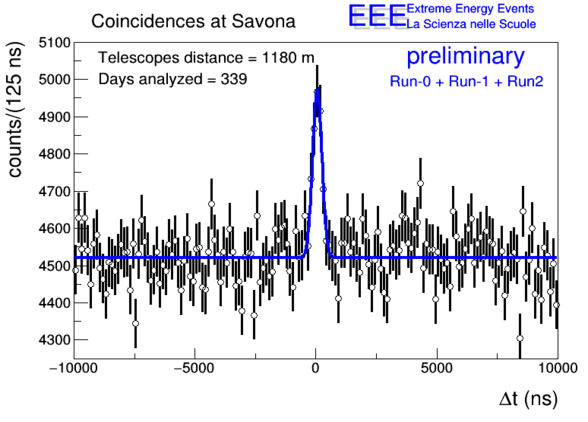 Coincidences at Savona
EEE Extreme Energy Events
La Scienza nelle Scuole
counts/(125 ns)
5100
5000
4900
4800
4700
4600
4500
4400
4300
Telescopes distance = 1180 m
Days analyzed = 339
preliminary
Run-0 + Run-1 + Run2
−10000 −5000 0 5000 10000
Δt (ns)